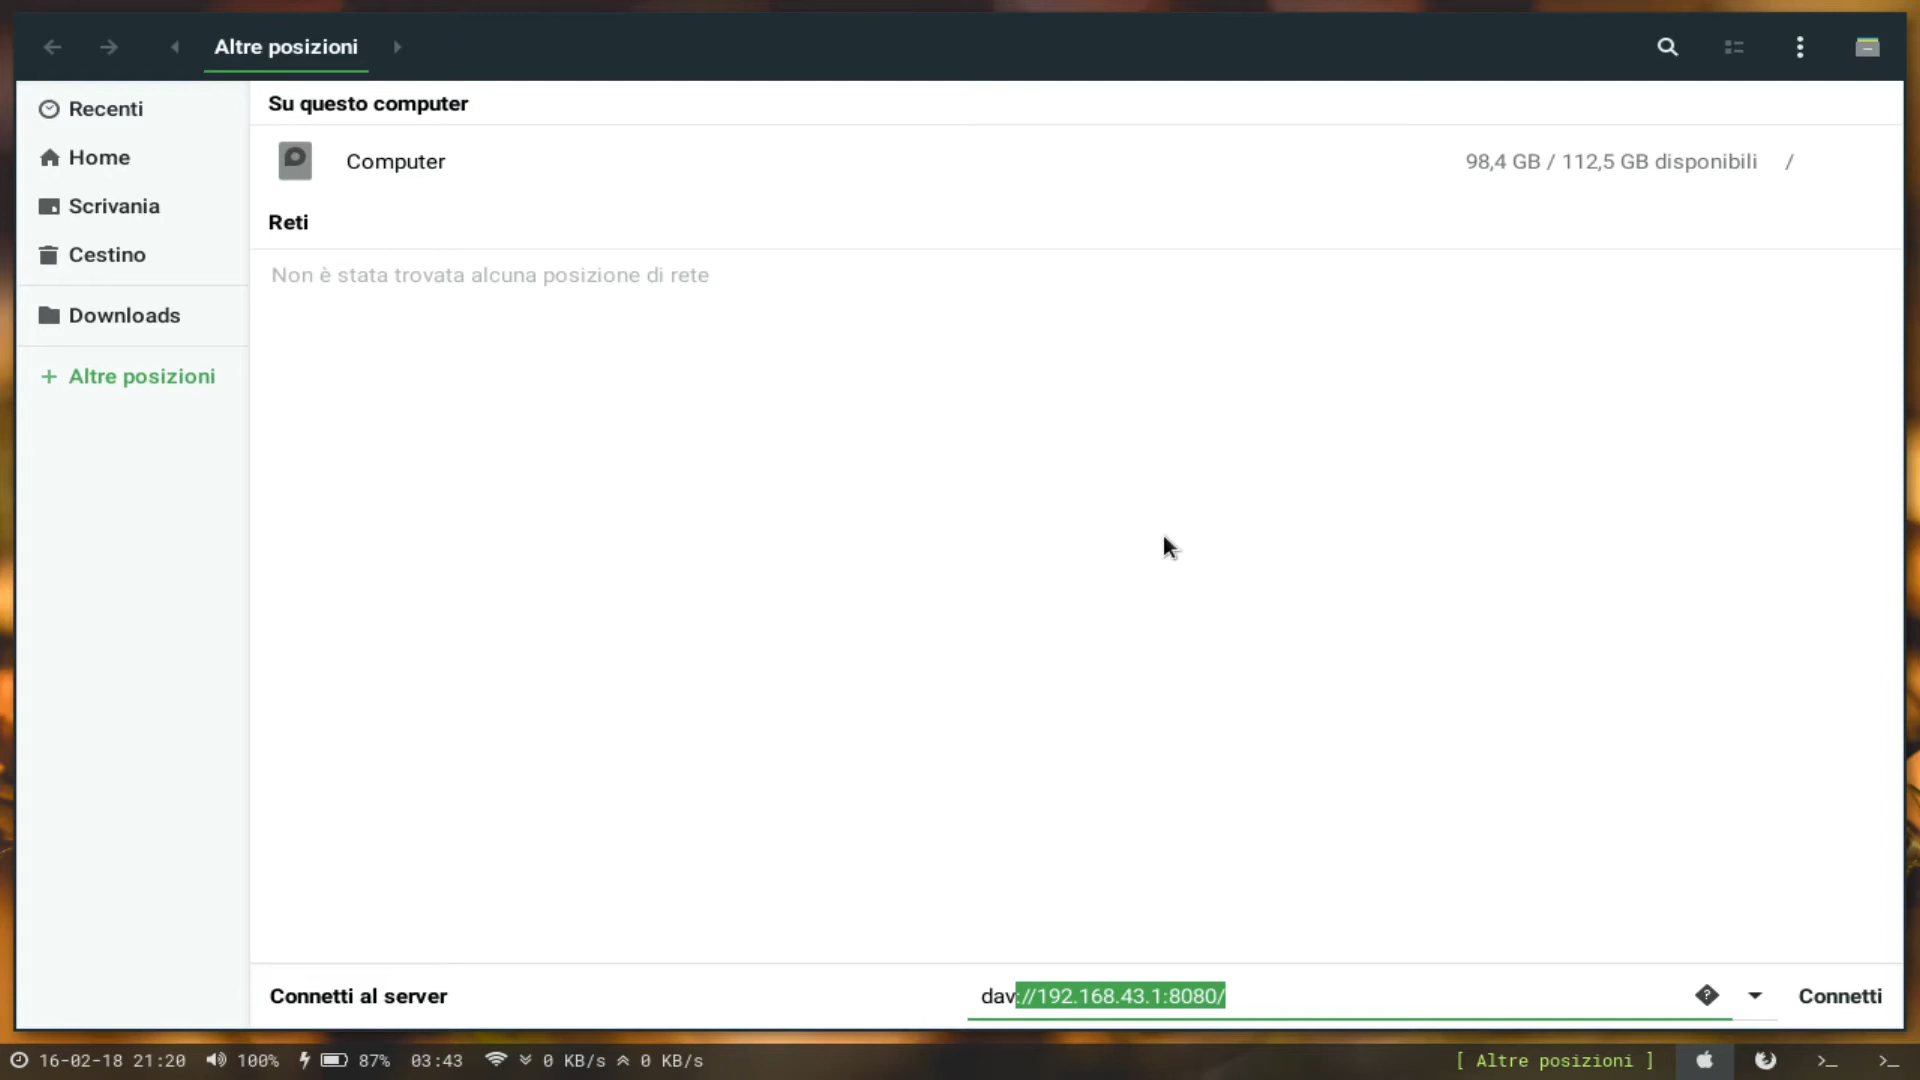 Altre posizioni
Recenti
Home
Scrivania
Cestino
Downloads
+ Altre posizioni
Su questo computer
Computer 98,4 GB / 112,5 GB disponibili /
Reti
Non è stata trovata alcuna posizione di rete
Connetti al server dav://192.168.43.1:8080/ Connetti
16-02-18 21:20 100% 87% 03:43 0 KB/s 0 KB/s [ Altre posizioni ] >_ >_